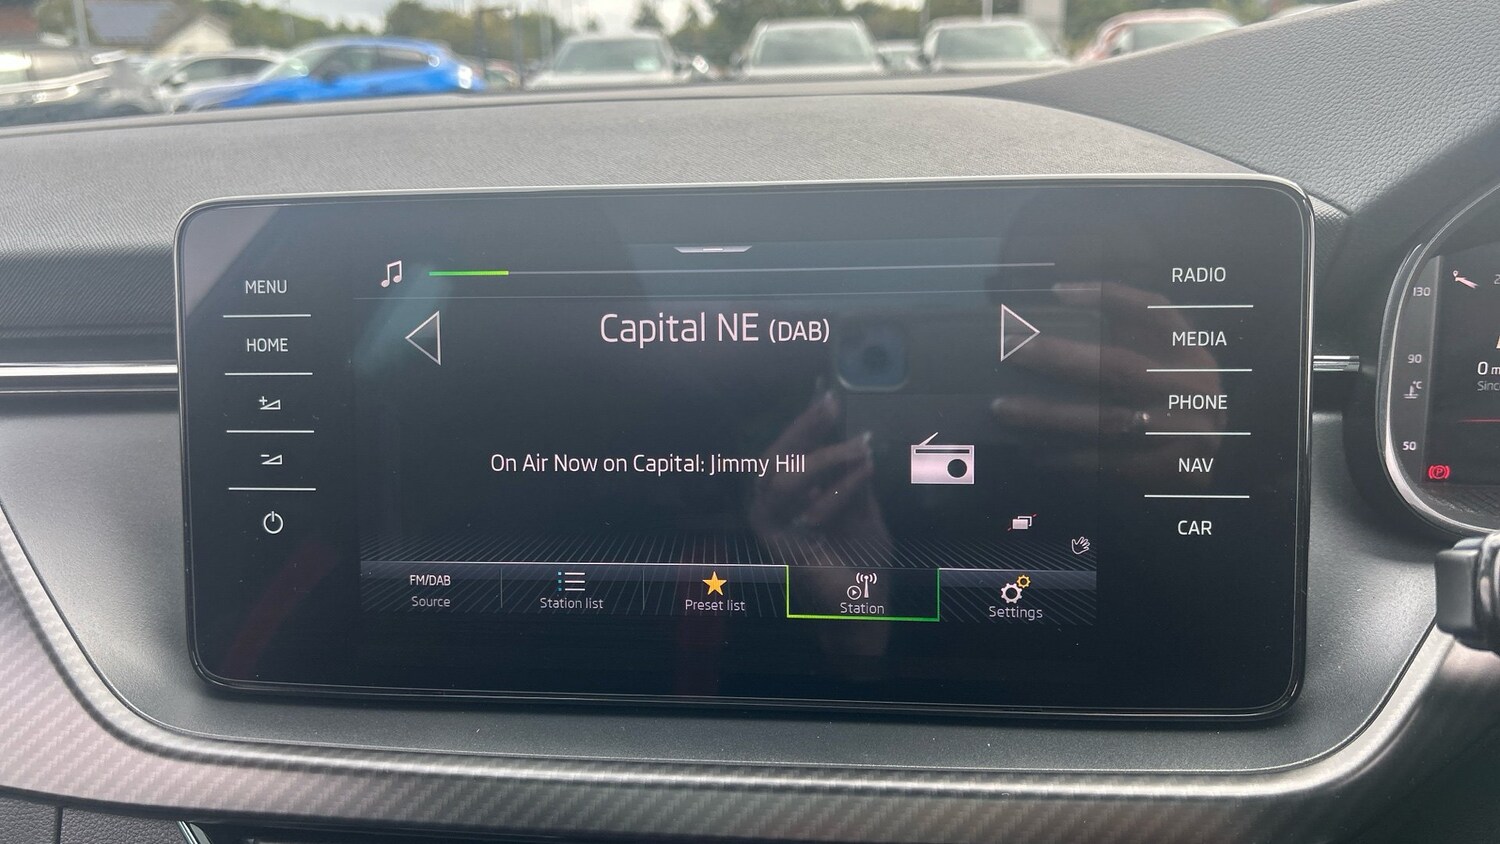 MENU
HOME
Capital NE (DAB)
On Air Now on Capital: Jimmy Hill
FM/DAB
Source
Station list
Preset list
Station
Settings
RADIO
MEDIA
PHONE
NAV
CAR
130
90
°C
50
0